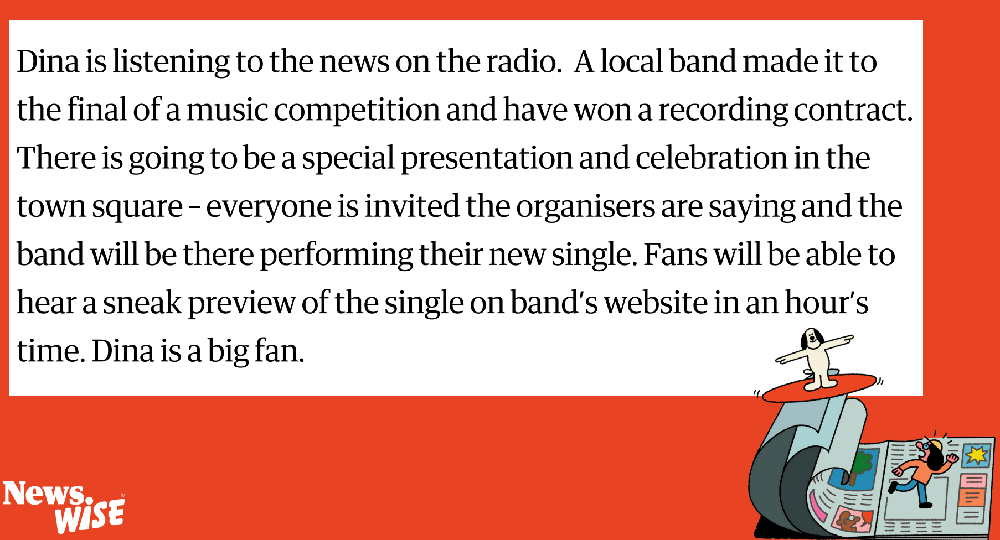 Dina is listening to the news on the radio.  A local band made it to
the final of a music competition and have won a recording contract.
There is going to be a special presentation and celebration in the
town square – everyone is invited the organisers are saying and the
band will be there performing their new single. Fans will be able to
hear a sneak preview of the single on band’s website in an hour’s
time. Dina is a big fan.
News.
WISE®